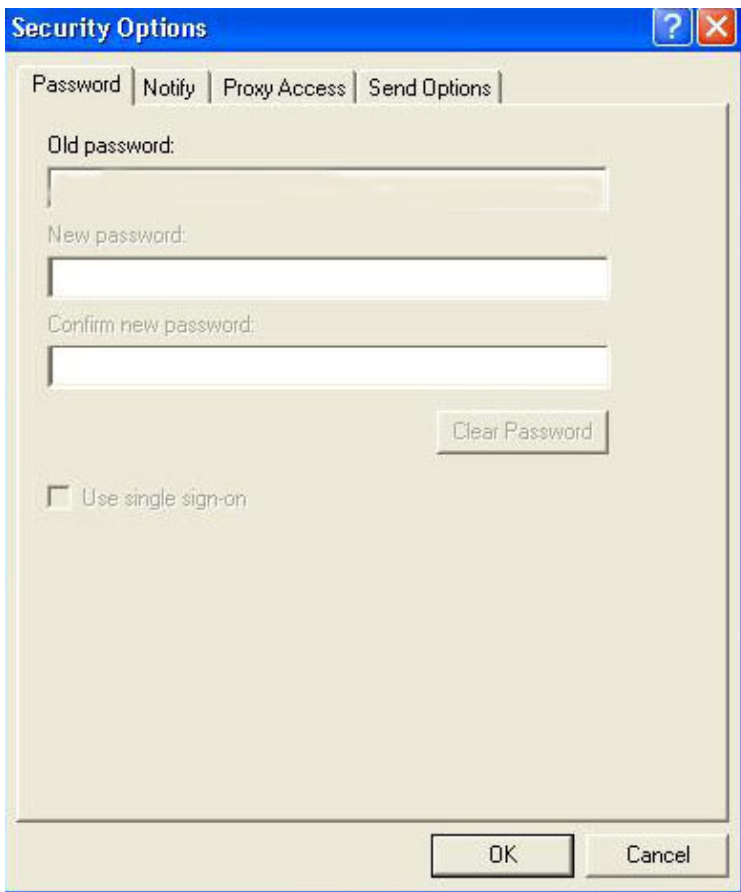 Security Options
?
Password Notify Proxy Access Send Options
Old password:
New password:
Confirm new password:
Clear Password
Use single sign-on
OK Cancel